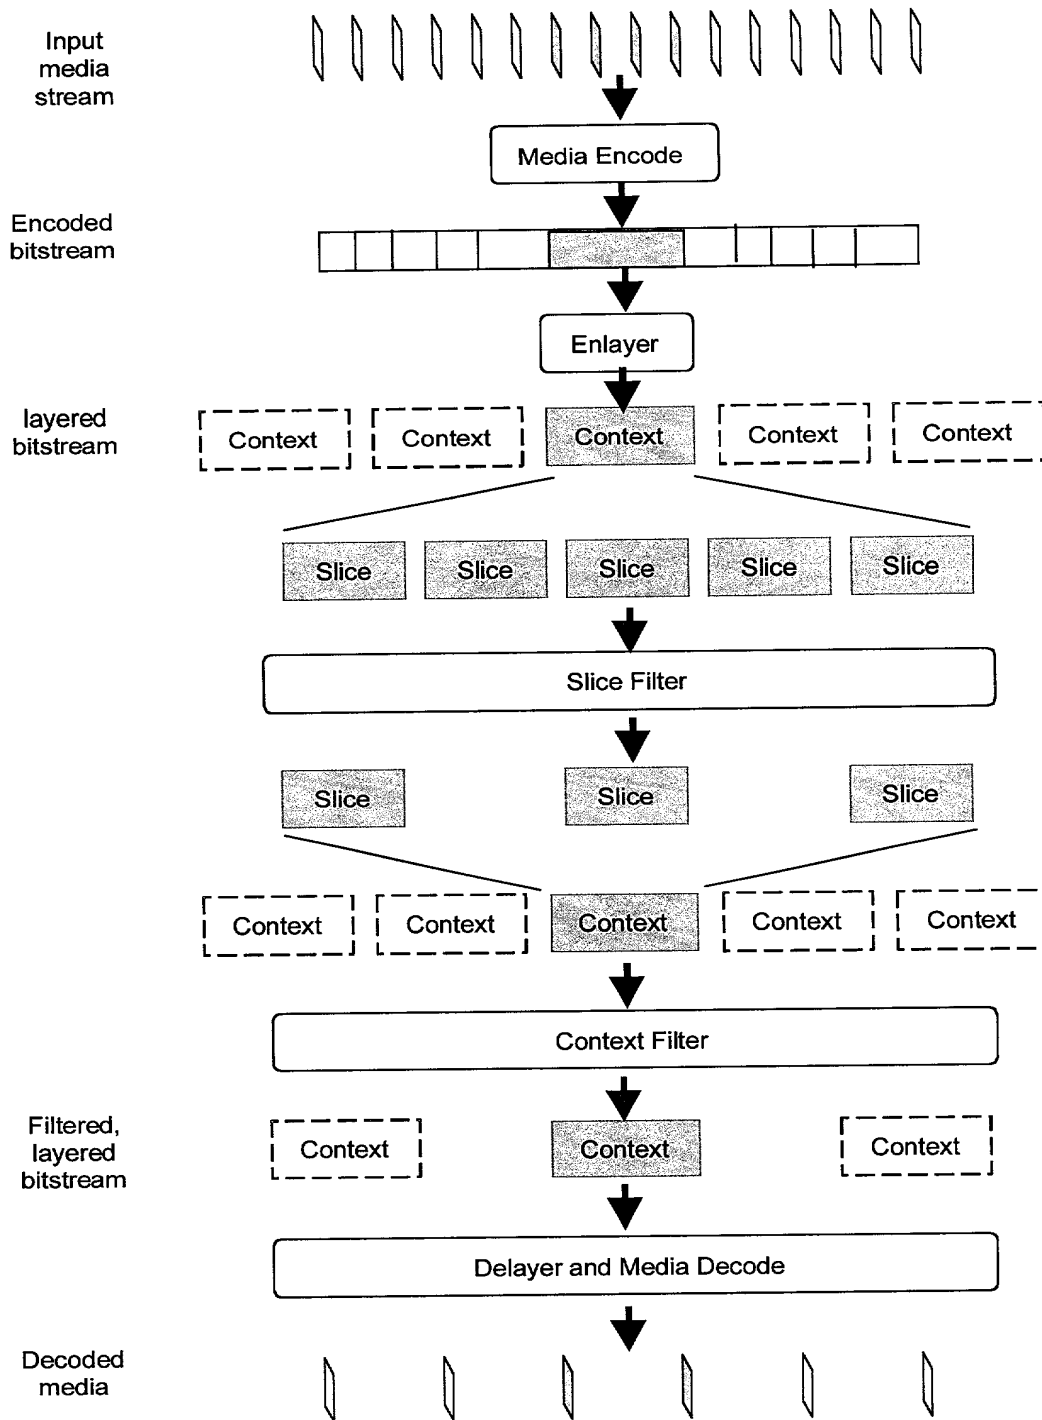 Input
media
stream
Media Encode
Encoded
bitstream
Enlayer
layered
bitstream
Context
Context
Context
Context
Context
Slice
Slice
Slice
Slice
Slice
Slice Filter
Slice
Slice
Slice
Context
Context
Context
Context
Context
Context Filter
Filtered,
layered
bitstream
Context
Context
Context
Delayer and Media Decode
Decoded
media